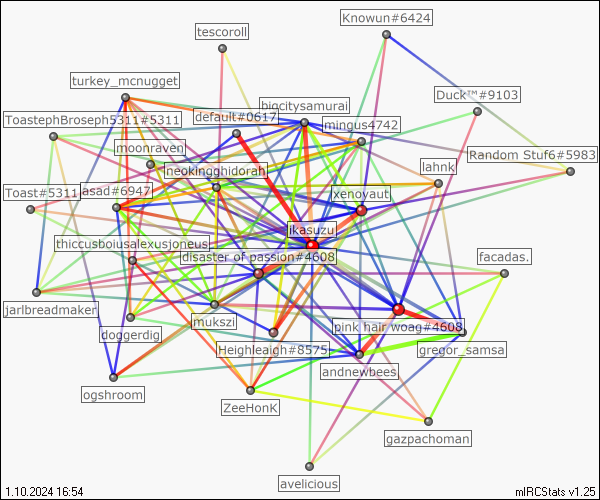 Knowun#6424
tescoroll
turkey_mcnugget
Duck™#9103
bigcitysamurai
ToastephBroseph5311#5311
default#0617
mingus4742
moonraven
Random Stuf6#5983
neokingghidorah
lahnk
Toast#5311
asad#6947
xenoyaut
likasuzu
thiccusboiusalexusjoneus
disaster of passion#4608
facadas.
jarlbreadmaker
mukszi
doggerdig
pink hair woag#4608
Heighleaigh#8575
gregor_samsa
andnewbees
ogshroom
ZeeHonK
gazpachoman
avelicious
1.10.2024 16:54
mIRCStats v1.25